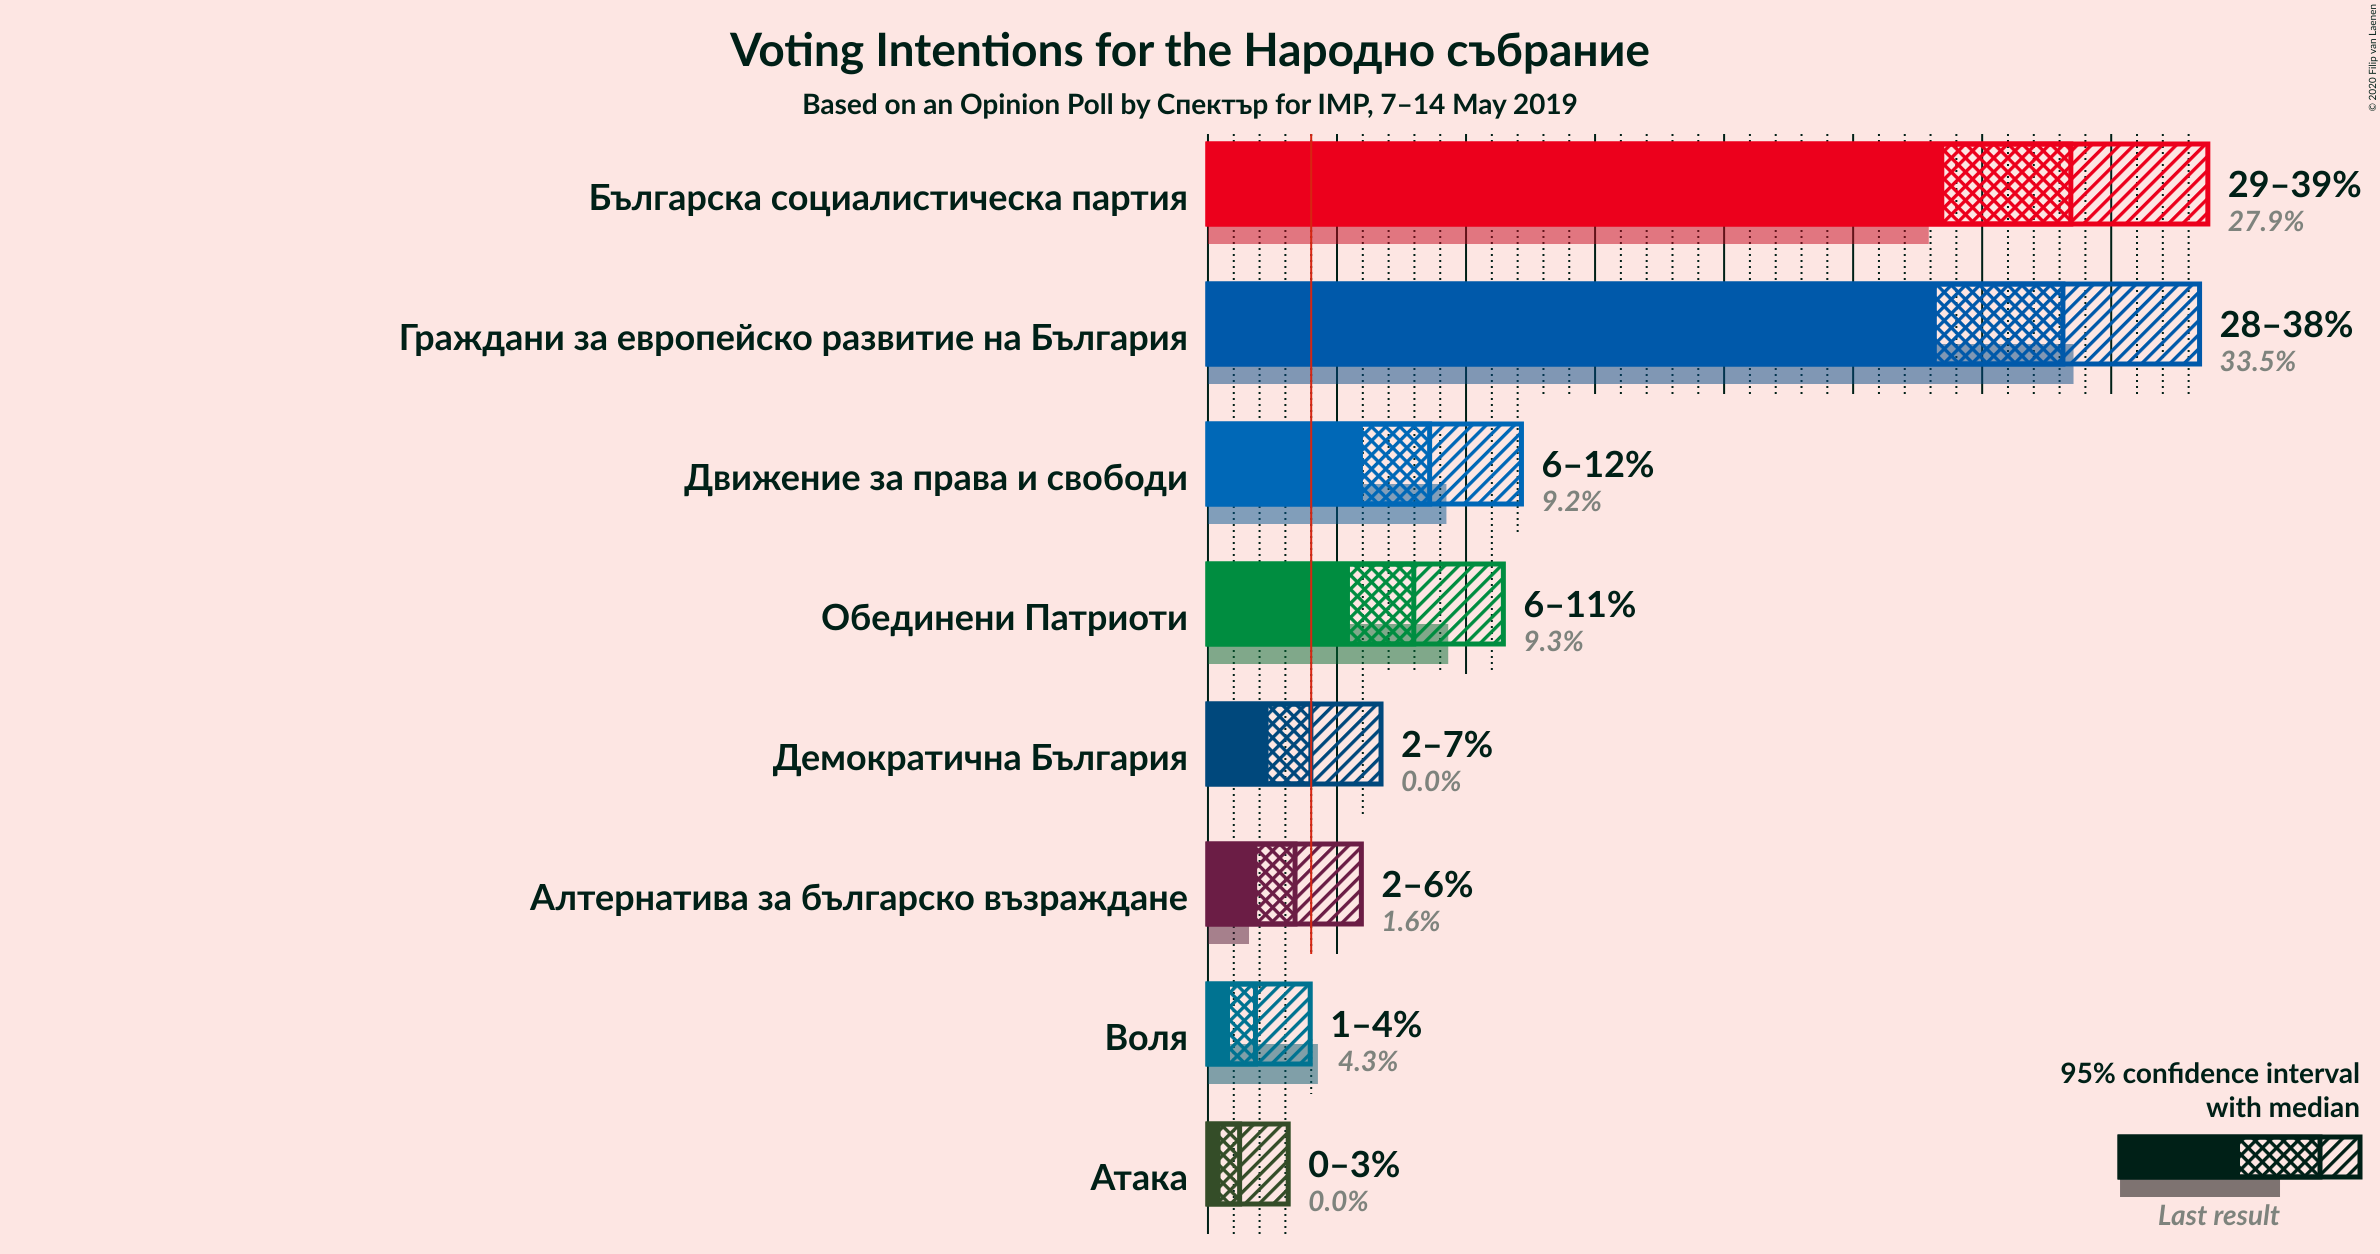 Voting Intentions for the Народно събрание
Based on an Opinion Poll by Спектър for IMP, 7–14 May 2019
© 2020 Filip van Laenen
Българска социалистическа партия
29–39%
27.9%
Граждани за европейско развитие на България
28–38%
33.5%
Движение за права и свободи
6–12%
9.2%
Обединени Патриоти
6–11%
9.3%
Демократична България
2–7%
0.0%
Алтернатива за българско възраждане
2–6%
1.6%
Воля
1–4%
4.3%
Атака
0–3%
0.0%
95% confidence interval
with median
Last result